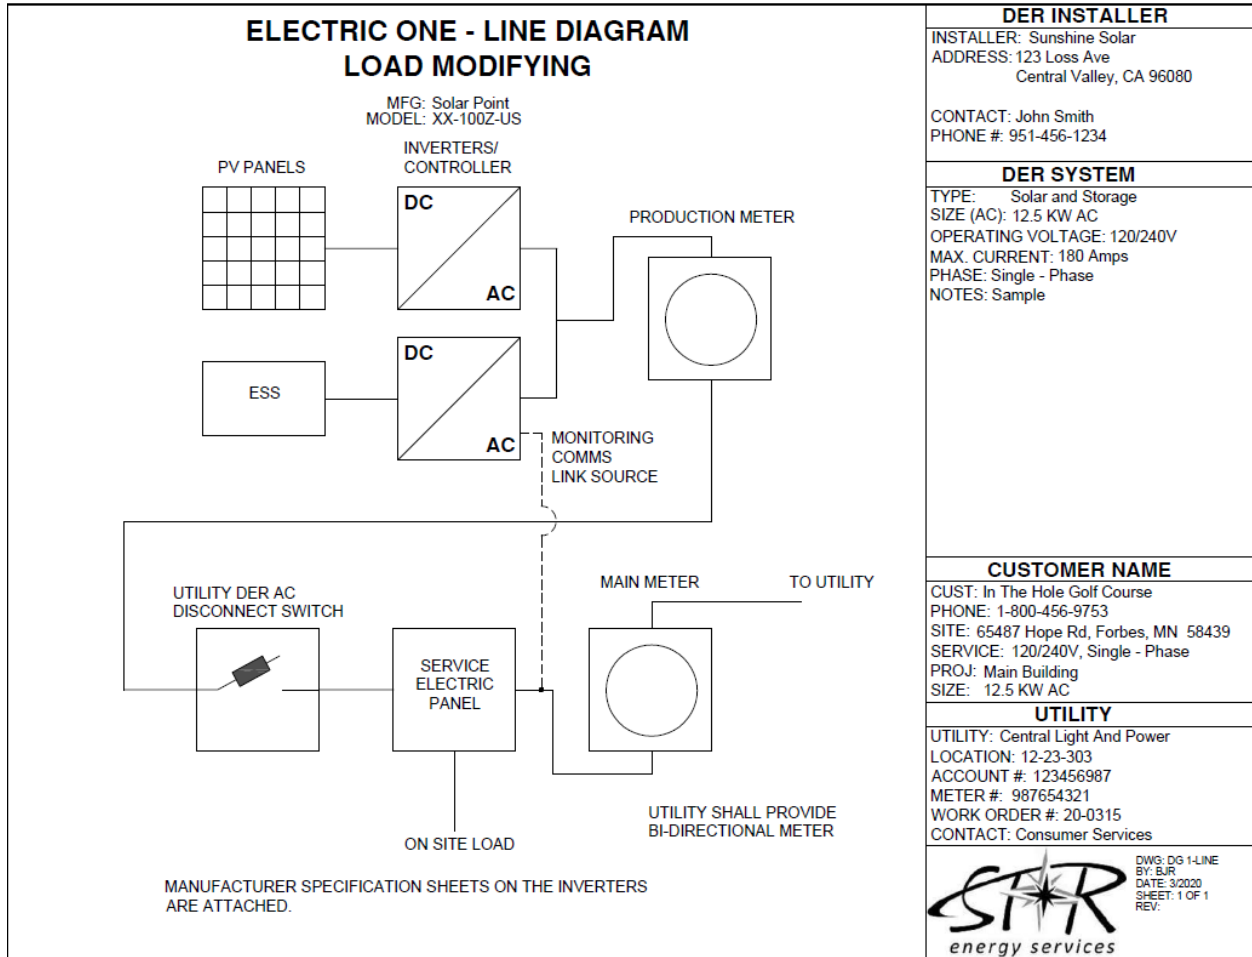 ELECTRIC ONE - LINE DIAGRAM
LOAD MODIFYING
MFG: Solar Point
MODEL: XX-100Z-US
INVERTERS/
CONTROLLER
PV PANELS
DC
AC
PRODUCTION METER
ESS
DC
AC
MONITORING
COMMS
LINK SOURCE
UTILITY DER AC
DISCONNECT SWITCH
SERVICE
ELECTRIC
PANEL
MAIN METER
TO UTILITY
ON SITE LOAD
UTILITY SHALL PROVIDE
BI-DIRECTIONAL METER
MANUFACTURER SPECIFICATION SHEETS ON THE INVERTERS
ARE ATTACHED.
DER INSTALLER
INSTALLER: Sunshine Solar
ADDRESS: 123 Loss Ave
Central Valley, CA 96080
CONTACT: John Smith
PHONE #: 951-456-1234
DER SYSTEM
TYPE: Solar and Storage
SIZE (AC): 12.5 KW AC
OPERATING VOLTAGE: 120/240V
MAX. CURRENT: 180 Amps
PHASE: Single - Phase
NOTES: Sample
CUSTOMER NAME
CUST: In The Hole Golf Course
PHONE: 1-800-456-9753
SITE: 65487 Hope Rd, Forbes, MN 58439
SERVICE: 120/240V, Single - Phase
PROJ: Main Building
SIZE: 12.5 KW AC
UTILITY
UTILITY: Central Light And Power
LOCATION: 12-23-303
ACCOUNT #: 123456987
METER #: 987654321
WORK ORDER #: 20-0315
CONTACT: Consumer Services
STAR
energy services
DWG: DG 1-LINE
BY: BJR
DATE: 3/2020
SHEET: 1 OF 1
REV: